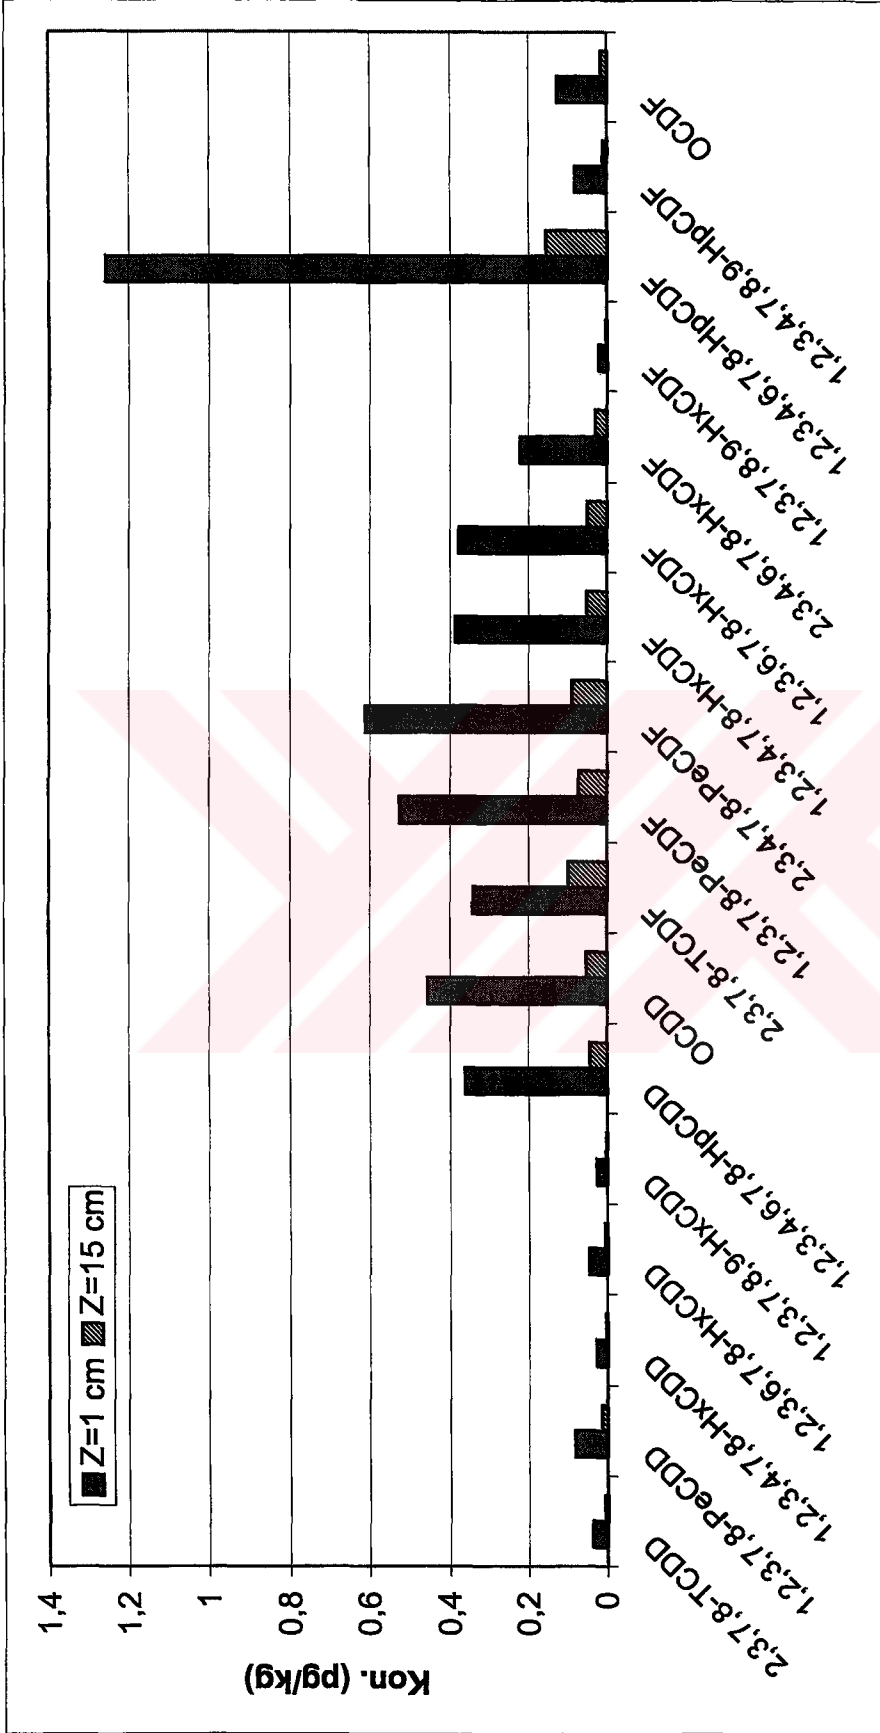 Z=1 cm Z=15 cm
Kon. (pg/kg)
1,4
1,2
1
0,8
0,6
0,4
0,2
0
2,3,7,8-TCDD
1,2,3,7,8-PeCDD
1,2,3,4,7,8-HxCDD
1,2,3,6,7,8-HxCDD
1,2,3,7,8,9-HxCDD
1,2,3,4,6,7,8-HpCDD
OCDD
2,3,7,8-TCDF
1,2,3,7,8-PeCDF
2,3,4,7,8-PeCDF
1,2,3,4,7,8-HxCDF
1,2,3,6,7,8-HxCDF
2,3,4,6,7,8-HxCDF
1,2,3,7,8,9-HxCDF
1,2,3,4,6,7,8-HpCDF
1,2,3,4,7,8,9-HpCDF
OCDF